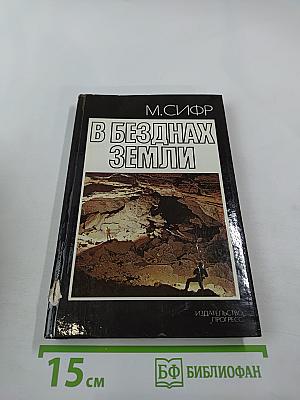 М.СИФР
В БЕЗДНАХ
ЗЕМЛИ
ИЗДАТЕЛЬСТВО
ПРОГРЕСС
15 см
БФ БИБЛИОФАН